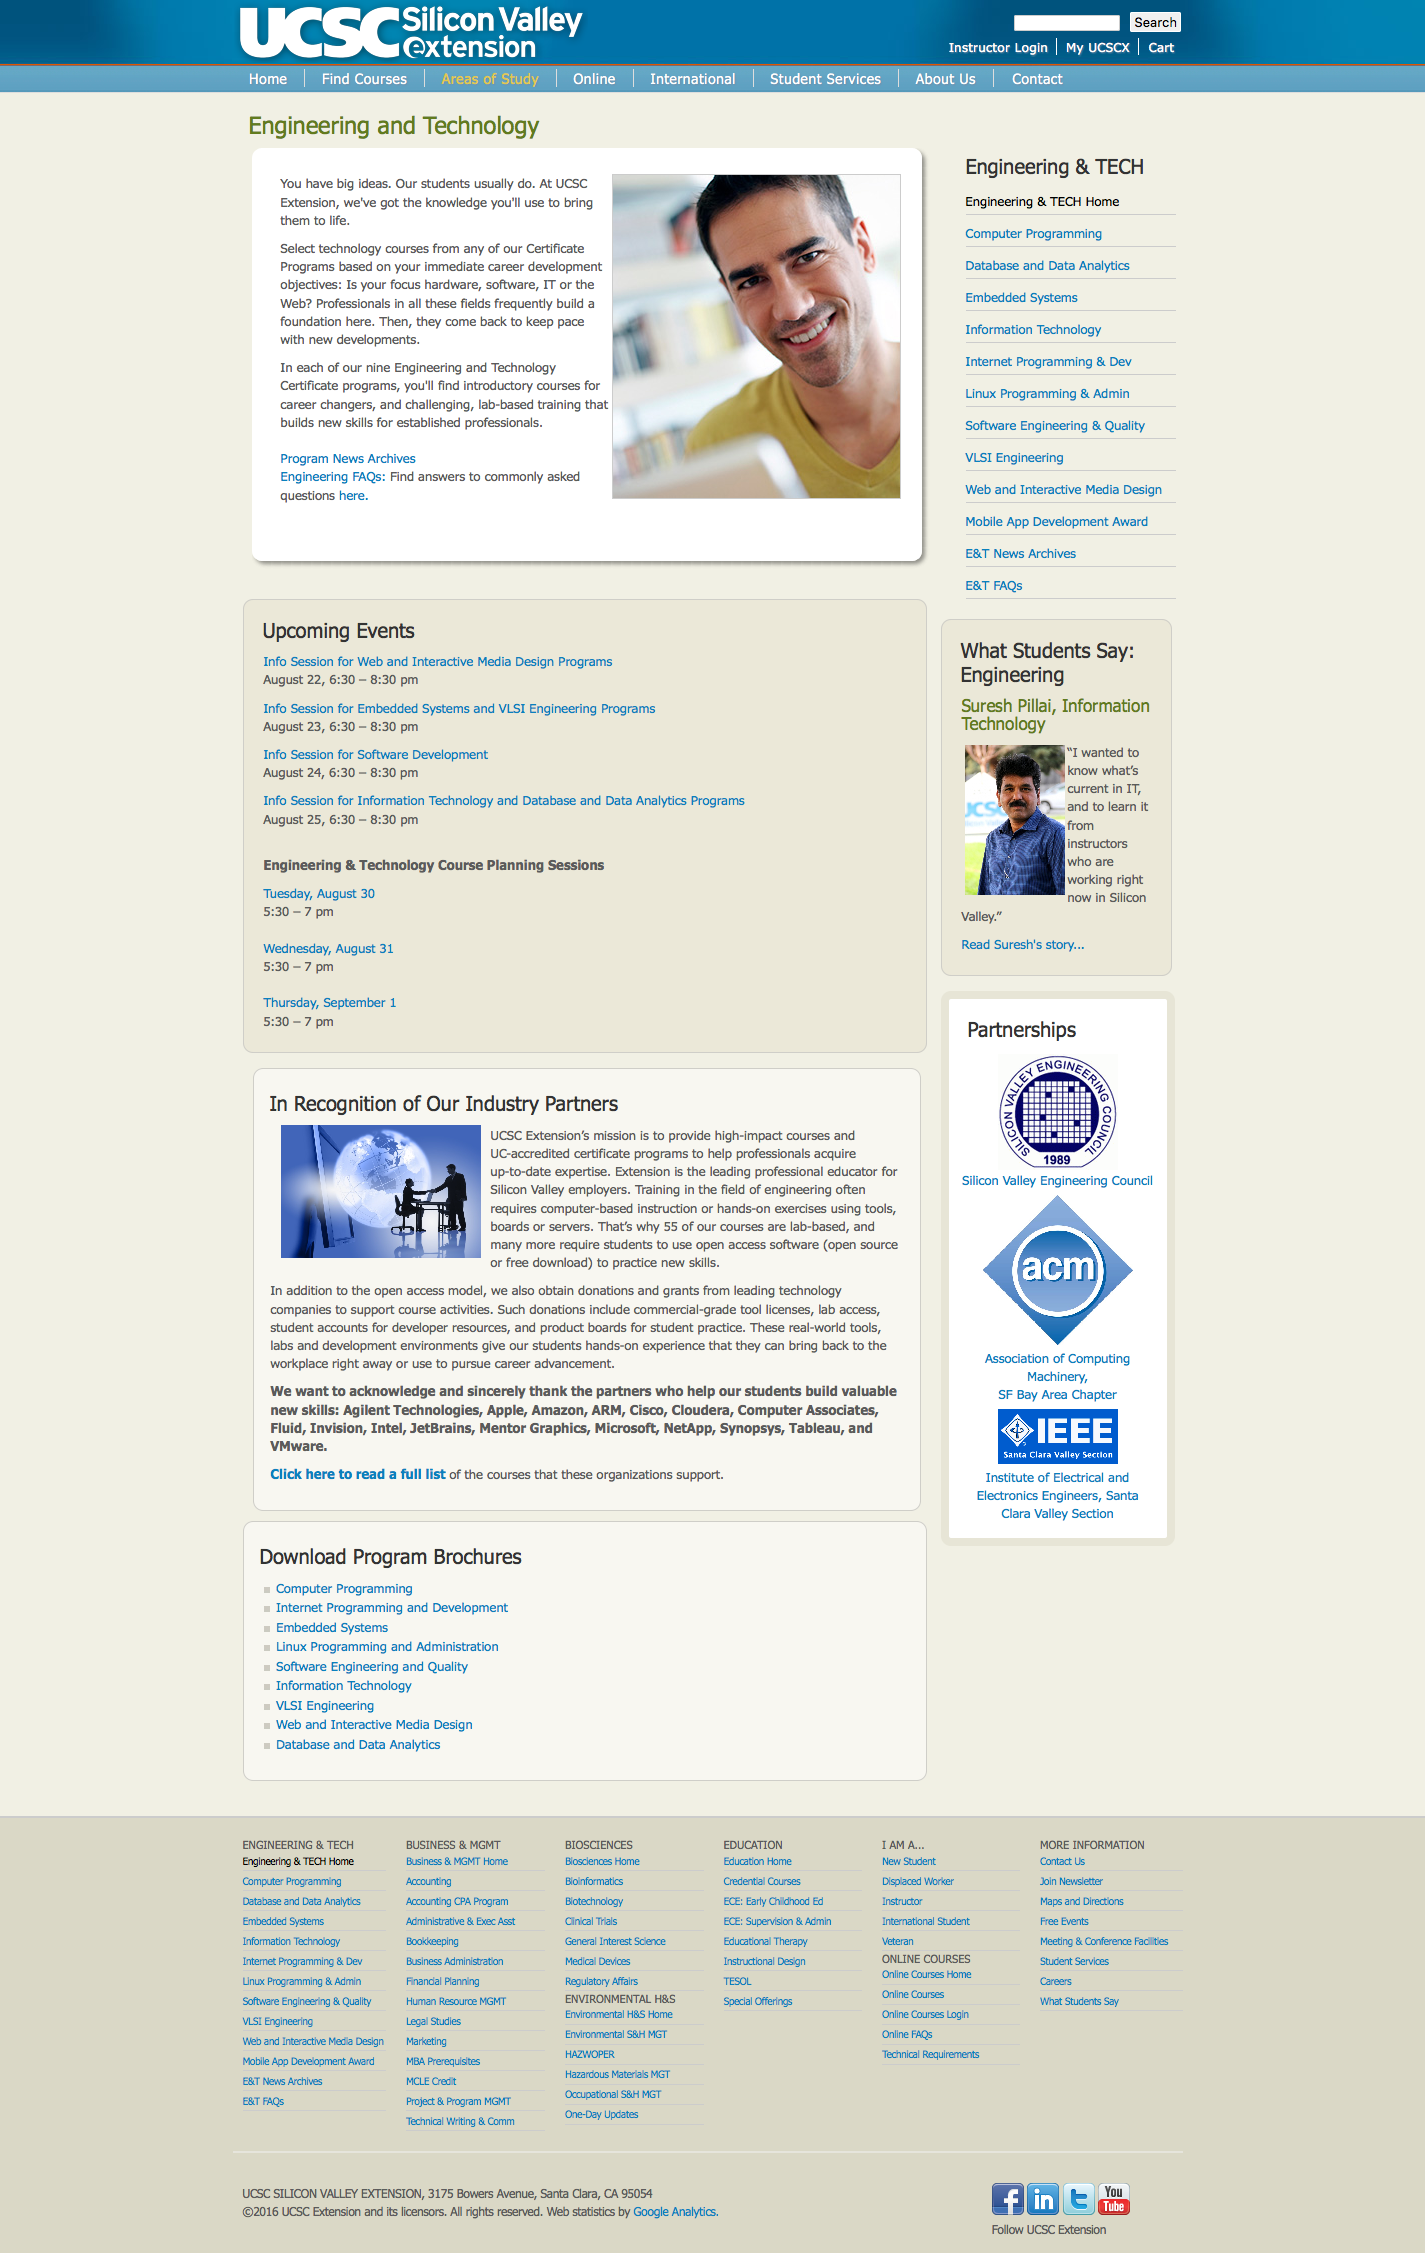 UCSC Silicon Valley
extension
Search
Instructor Login
My UCSCX
Cart
Home
Find Courses
Areas of Study
Online
International
Student Services
About Us
Contact
Engineering and Technology
You have big ideas. Our students usually do. At UCSC
Extension, we've got the knowledge you'll use to bring
them to life.
Select technology courses from any of our Certificate
Programs based on your immediate career development
objectives: Is your focus hardware, software, IT or the
Web? Professionals in all these fields frequently build a
foundation here. Then, they come back to keep pace
with new developments.
In each of our nine Engineering and Technology
Certificate programs, you'll find introductory courses for
career changers, and challenging, lab-based training that
builds new skills for established professionals.
Program News Archives
Engineering FAQs: Find answers to commonly asked
questions here.
Engineering & TECH
Engineering & TECH Home
Computer Programming
Database and Data Analytics
Embedded Systems
Information Technology
Internet Programming & Dev
Linux Programming & Admin
Software Engineering & Quality
VLSI Engineering
Web and Interactive Media Design
Mobile App Development Award
E&T News Archives
E&T FAQs
Upcoming Events
Info Session for Web and Interactive Media Design Programs
August 22, 6:30 – 8:30 pm
Info Session for Embedded Systems and VLSI Engineering Programs
August 23, 6:30 – 8:30 pm
Info Session for Software Development
August 24, 6:30 – 8:30 pm
Info Session for Information Technology and Database and Data Analytics Programs
August 25, 6:30 – 8:30 pm
Engineering & Technology Course Planning Sessions
Tuesday, August 30
5:30 – 7 pm
Wednesday, August 31
5:30 – 7 pm
Thursday, September 1
5:30 – 7 pm
What Students Say:
Engineering
Suresh Pillai, Information
Technology
“I wanted to
know what’s
current in IT,
and to learn it
from
instructors
who are
working right
now in Silicon
Valley.”
Read Suresh's story...
Partnerships
SILICON VALLEY ENGINEERING COUNCIL
1989
Silicon Valley Engineering Council
acm
Association of Computing
Machinery,
SF Bay Area Chapter
IEEE
Santa Clara Valley Section
Institute of Electrical and
Electronics Engineers, Santa
Clara Valley Section
In Recognition of Our Industry Partners
UCSC Extension’s mission is to provide high-impact courses and
UC-accredited certificate programs to help professionals acquire
up-to-date expertise. Extension is the leading professional educator for
Silicon Valley employers. Training in the field of engineering often
requires computer-based instruction or hands-on exercises using tools,
boards or servers. That’s why 55 of our courses are lab-based, and
many more require students to use open access software (open source
or free download) to practice new skills.
In addition to the open access model, we also obtain donations and grants from leading technology
companies to support course activities. Such donations include commercial-grade tool licenses, lab access,
student accounts for developer resources, and product boards for student practice. These real-world tools,
labs and development environments give our students hands-on experience that they can bring back to the
workplace right away or use to pursue career advancement.
We want to acknowledge and sincerely thank the partners who help our students build valuable
new skills: Agilent Technologies, Apple, Amazon, ARM, Cisco, Cloudera, Computer Associates,
Fluid, Invision, Intel, JetBrains, Mentor Graphics, Microsoft, NetApp, Synopsys, Tableau, and
VMware.
Click here to read a full list of the courses that these organizations support.
Download Program Brochures
Computer Programming
Internet Programming and Development
Embedded Systems
Linux Programming and Administration
Software Engineering and Quality
Information Technology
VLSI Engineering
Web and Interactive Media Design
Database and Data Analytics
ENGINEERING & TECH
Engineering & TECH Home
Computer Programming
Database and Data Analytics
Embedded Systems
Information Technology
Internet Programming & Dev
Linux Programming & Admin
Software Engineering & Quality
VLSI Engineering
Web and Interactive Media Design
Mobile App Development Award
E&T News Archives
E&T FAQs
BUSINESS & MGMT
Business & MGMT Home
Accounting
Accounting CPA Program
Administrative & Exec Asst
Bookkeeping
Business Administration
Financial Planning
Human Resource MGMT
Legal Studies
Marketing
MBA Prerequisites
MCLE Credit
Project & Program MGMT
Technical Writing & Comm
BIOSCIENCES
Biosciences Home
Bioinformatics
Biotechnology
Clinical Trials
General Interest Science
Medical Devices
Regulatory Affairs
ENVIRONMENTAL H&S
Environmental H&S Home
Environmental S&H MGT
HAZWOPER
Hazardous Materials MGT
Occupational S&H MGT
One-Day Updates
EDUCATION
Education Home
Credential Courses
ECE: Early Childhood Ed
ECE: Supervision & Admin
Educational Therapy
Instructional Design
TESOL
Special Offerings
I AM A...
New Student
Displaced Worker
Instructor
International Student
Veteran
ONLINE COURSES
Online Courses Home
Online Courses
Online Courses Login
Online FAQs
Technical Requirements
MORE INFORMATION
Contact Us
Join Newsletter
Maps and Directions
Free Events
Meeting & Conference Facilities
Student Services
Careers
What Students Say
UCSC SILICON VALLEY EXTENSION, 3175 Bowers Avenue, Santa Clara, CA 95054
©2016 UCSC Extension and its licensors. All rights reserved. Web statistics by Google Analytics.
f in t You Tube
Follow UCSC Extension